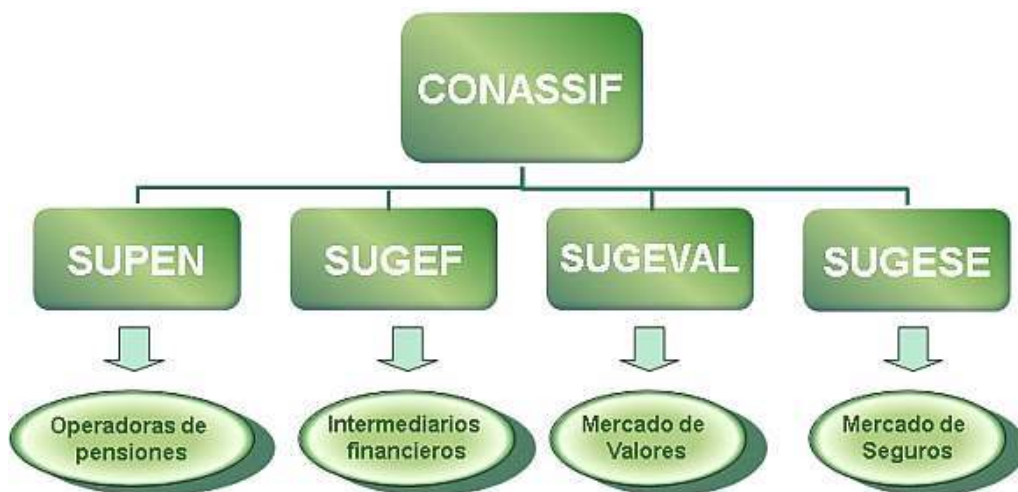 CONASSIF
SUPEN
SUGEF
SUGEVAL
SUGESE
Operadoras de
pensiones
Intermediarios
financieros
Mercado de
Valores
Mercado de
Seguros